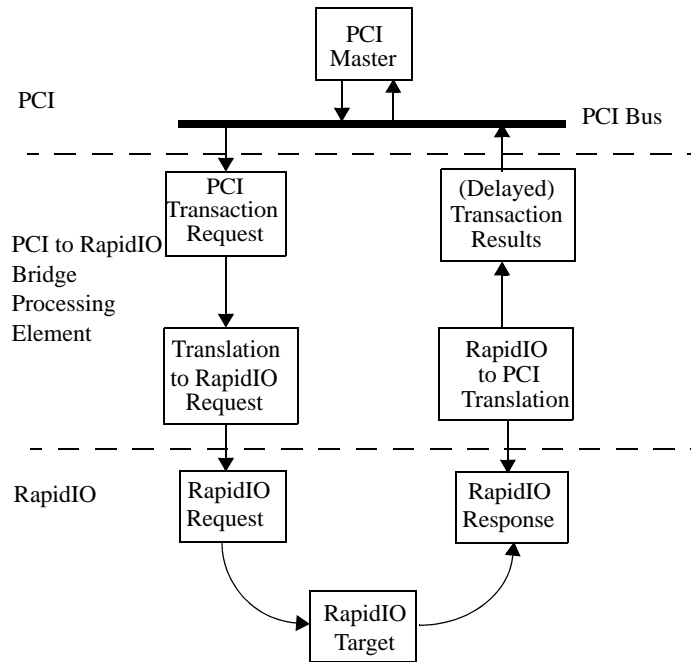 PCI
Master
PCI
PCI Bus
PCI
Transaction
Request
(Delayed)
Transaction
Results
PCI to RapidIO
Bridge
Processing
Element
Translation
to RapidIO
Request
RapidIO
to PCI
Translation
RapidIO
RapidIO
Request
RapidIO
Response
RapidIO
Target